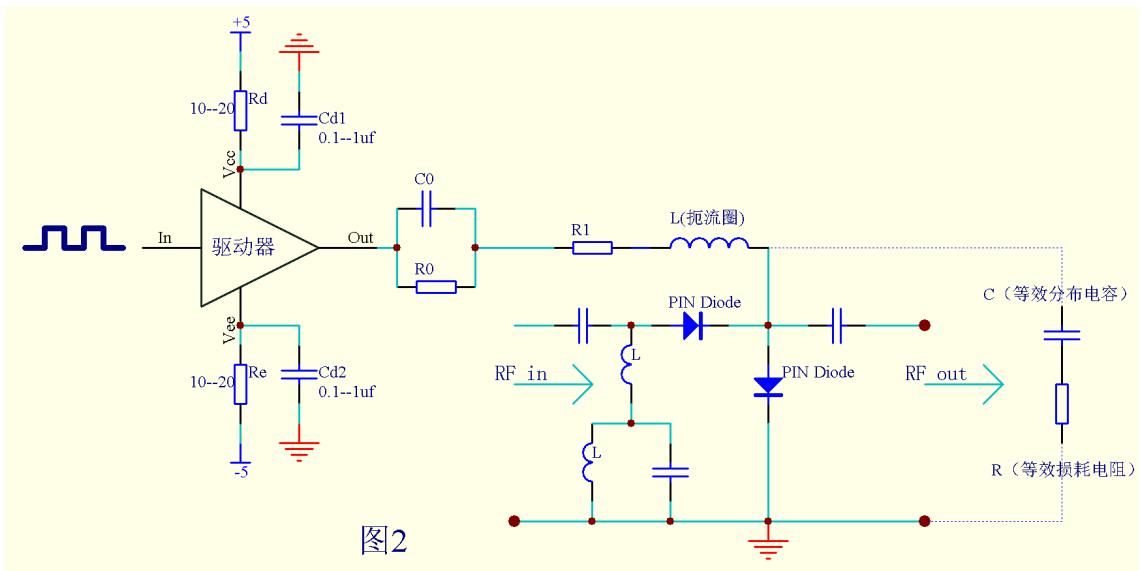 +5
10--20
Rd
Cd1
0.1--1uf
Vcc
In
驱动器
Out
C0
R0
R1
L(扼流圈)
Vee
10--20
Re
Cd2
0.1--1uf
-5
PIN Diode
C（等效分布电容）
L
RF in
PIN Diode
RF out
L
R（等效损耗电阻）
图2